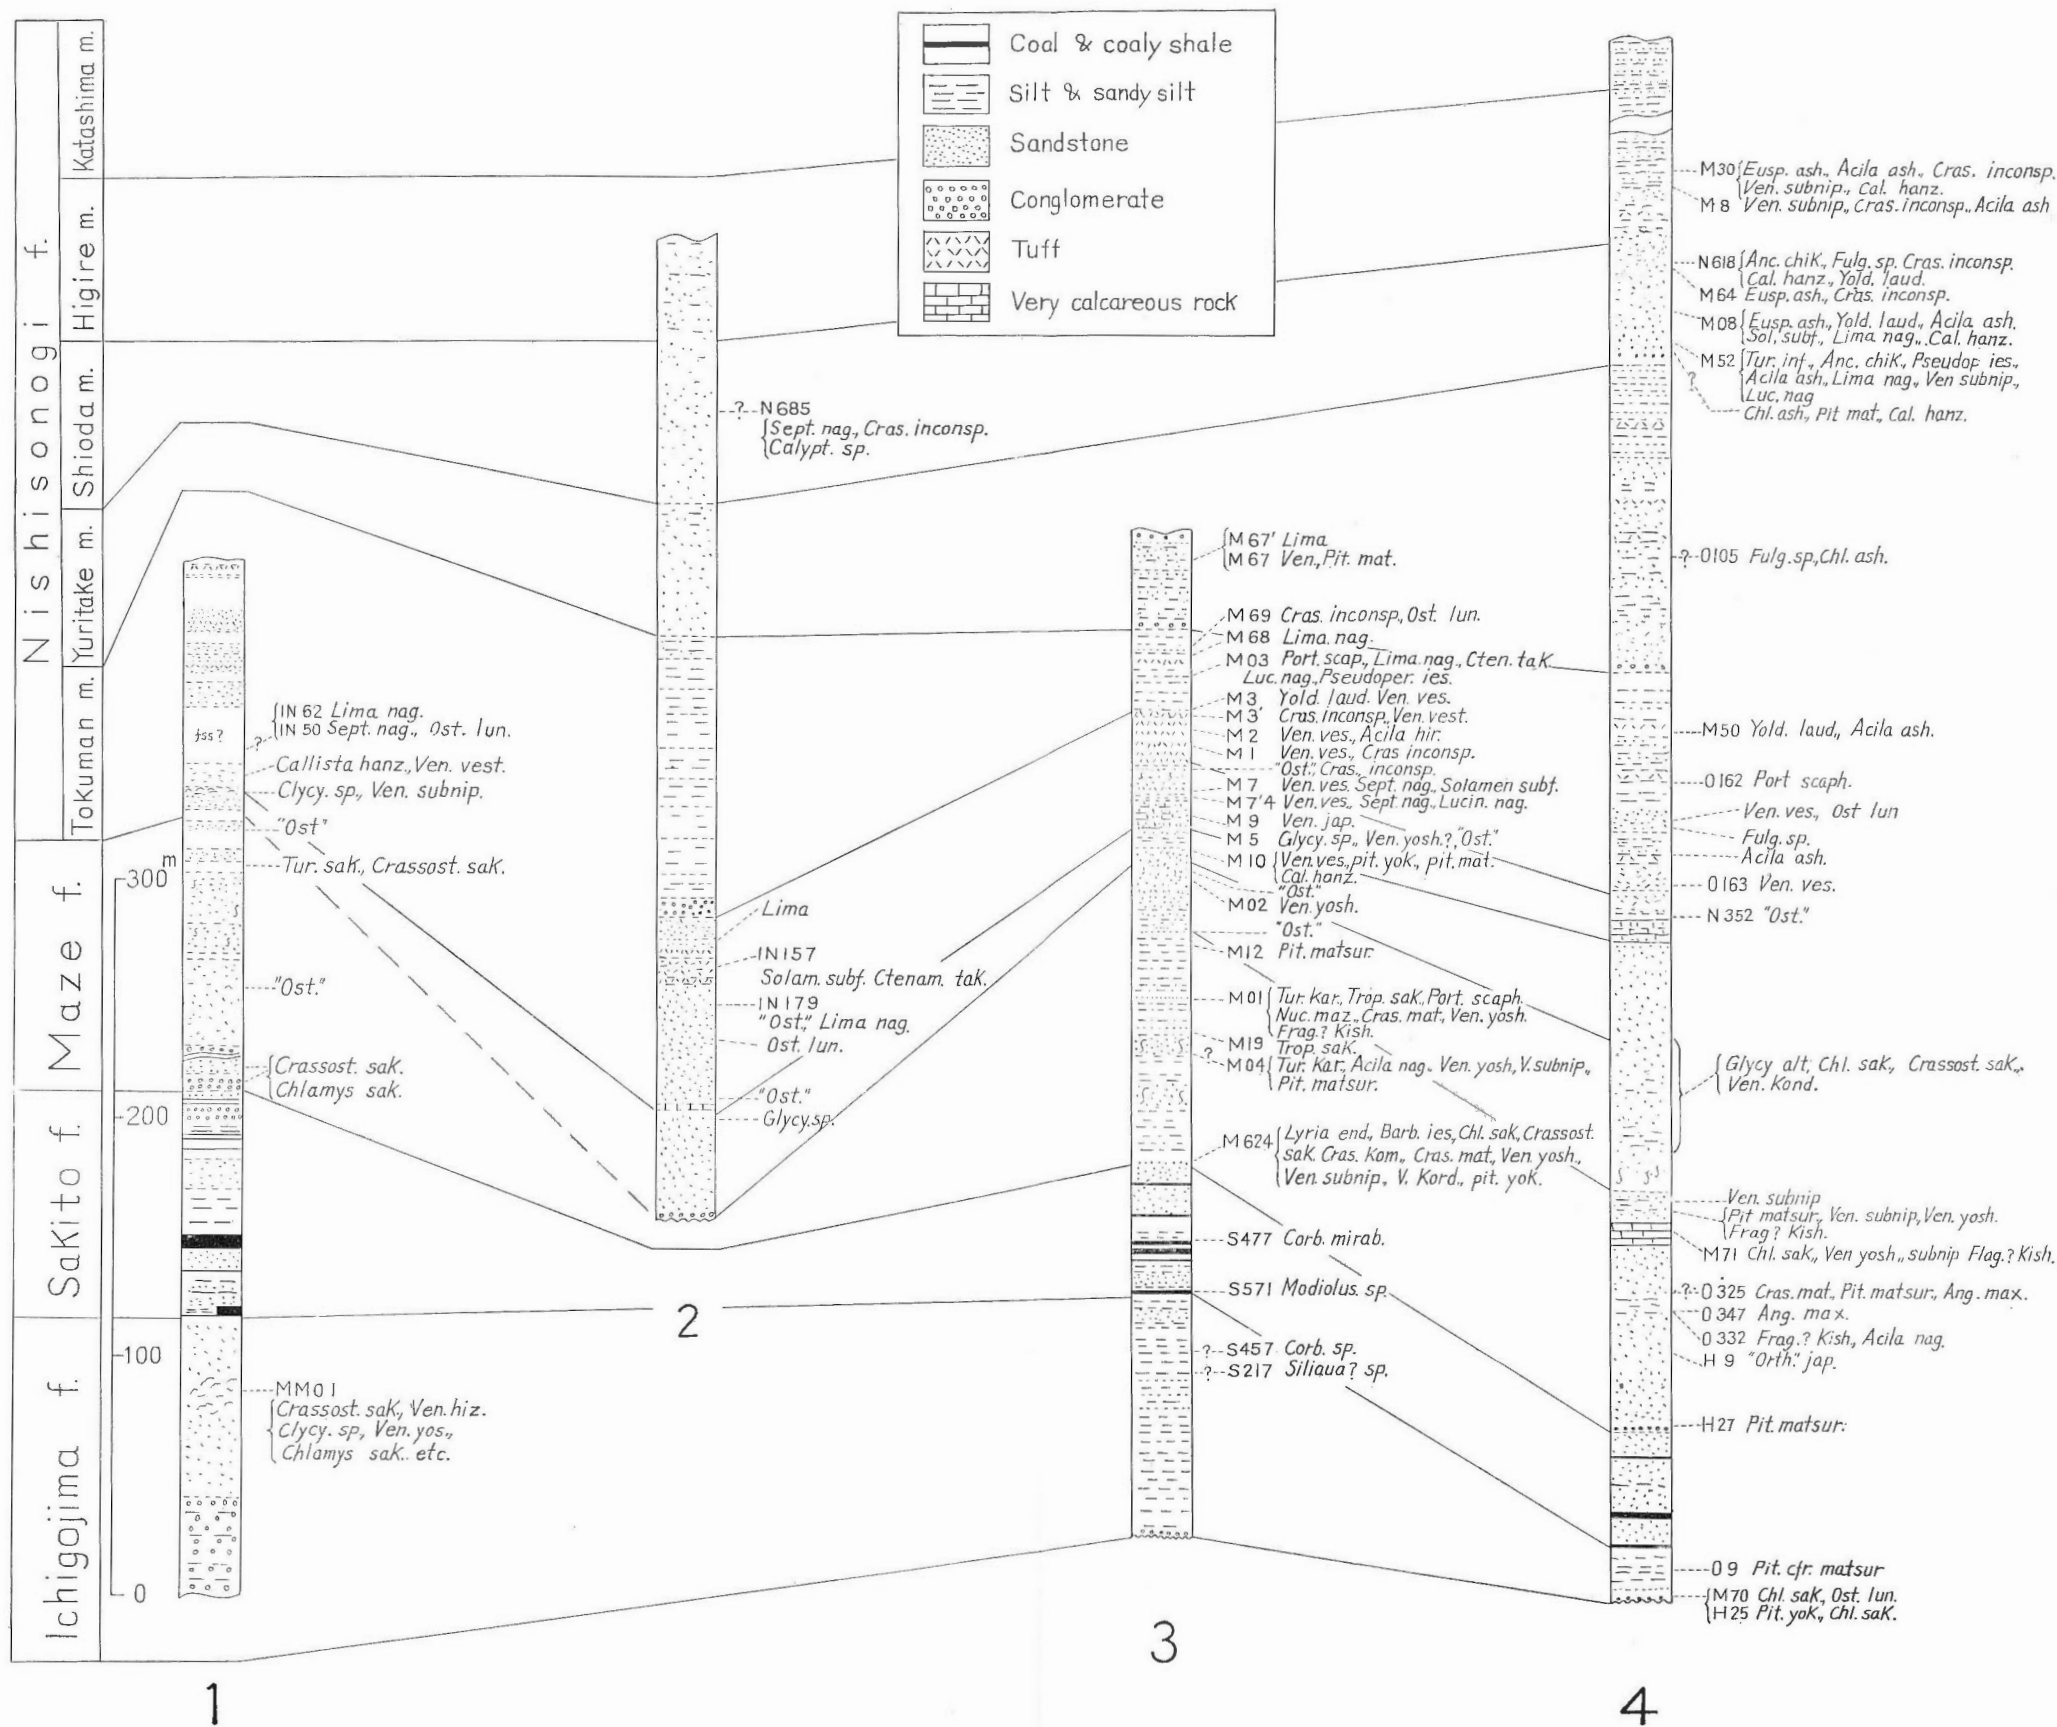 Nishisonogi f.
Katashima m.
Higire m.
Shioda m.
Yuritake m.
Tokuman m.
Maze f.
Sakito f.
Ichigojima f.
Coal & coaly shale
Silt & sandy silt
Sandstone
Conglomerate
Tuff
Very calcareous rock
300m
200
100
0
ƒss?
IN 62 Lima nag.
? IN 50 Sept. nag., Ost. lun.
Callista hanz., Ven. vest.
Clycy. sp., Ven. subnip.
"Ost"
Tur. sak., Crassost. sak.
"Ost."
Crassost. sak.
Chlamys sak.
MM01
Crassost. sak., Ven. hiz.
Clycy. sp., Ven. yos.,
Chlamys sak.. etc.
1
? N685
Sept. nag., Cras. inconsp.
Calypt. sp.
Lima
IN157
Solam. subf. Ctenam. tak.
IN179
"Ost.", Lima nag.
Ost. lun.
"Ost."
Glycy. sp.
2
M67' Lima
M67 Ven., Pit. mat.
M69 Cras. inconsp., Ost. lun.
M68 Lima. nag.
M03 Port. scap., Lima. nag., Cten. tak.
Luc. nag., Pseudoper. ies.
M3 Yold. laud. Ven. ves.
M3' Cras. inconsp., Ven. vest.
M2 Ven. ves., Acila hir.
M1 Ven. ves., Cras inconsp.
"Ost.", Cras. inconsp.
M7 Ven. ves. Sept. nag., Solamen subf.
M7'4 Ven. ves., Sept nag., Lucin. nag.
M9 Ven. jap.
M5 Glycy. sp., Ven. yosh.?, "Ost."
M10 Ven. ves., pit. yok., pit. mat.
Cal. hanz.
"Ost."
M02 Ven. yosh.
"Ost."
M12 Pit. matsur.
M01 Tur. kar., Trop. sak., Port. scaph.
Nuc. maz., Cras. mat., Ven. yosh.
Frag.? Kish.
M19 Trop. sak.
? M04 Tur. Kar., Acila nag., Ven. yosh, V. subnip.,
Pit. matsur.
M624 Lyria end., Barb. ies, Chl. sak, Crassost.
sak. Cras. Kom., Cras. mat., Ven. yosh.,
Ven. subnip., V. Kord., pit. yok.
S477 Corb. mirab.
S571 Modiolus. sp.
? S457 Corb. sp.
? S217 Siliqua? sp.
3
M30 Eusp. ash., Acila ash., Cras. inconsp.
Ven. subnip., Cal. hanz.
M8 Ven. subnip., Cras. inconsp., Acila ash
N618 Anc. chiK., Fulg. sp. Cras. inconsp.
Cal. hanz., Yold. laud.
M64 Eusp. ash., Cras. inconsp.
M08 Eusp. ash., Yold. laud., Acila ash.
Sol. subf., Lima nag., Cal. hanz.
M52 Tur. inf., Anc. chiK., Pseudop. ies.,
Acila ash., Lima nag., Ven subnip.,
Luc. nag
? Chl. ash., Pit mat., Cal. hanz.
? O105 Fulg. sp., Chl. ash.
M50 Yold. laud., Acila ash.
O162 Port scaph.
Ven. ves., Ost lun
Fulg. sp.
Acila ash.
O163 Ven. ves.
N352 "Ost."
Glycy alt, Chl. sak., Crassost. sak.,
Ven. Kond.
Ven. subnip
Pit matsur., Ven. subnip, Ven. yosh.
Frag? Kish.
M71 Chl. sak., Ven yosh., subnip Flag.? Kish.
? O325 Cras. mat., Pit. matsur., Ang. max.
O347 Ang. max.
O332 Frag.? Kish, Acila nag.
H9 "Orth." jap.
H27 Pit. matsur.
O9 Pit. cfr. matsur
M70 Chl. sak., Ost. lun.
H25 Pit. yok., Chl. sak.
4